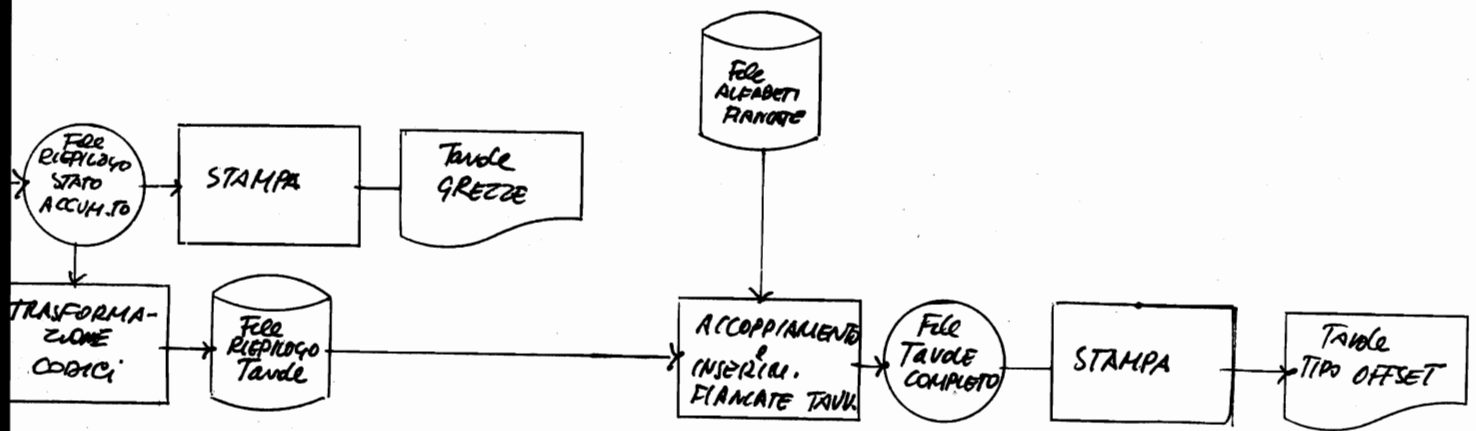 File
ALFABETI
FIANCATE
File
RIEPILOGO
STATO
ACCUM.TO
STAMPA
Tavole
GREZZE
TRASFORMA-
ZIONE
CODICI
File
RIEPILOGO
Tavole
ACCOPPIAMENTO
e
INSERIM.
FIANCATE TAVV.
File
TAVOLE
COMPLETO
STAMPA
TAVOLE
TIPO OFFSET